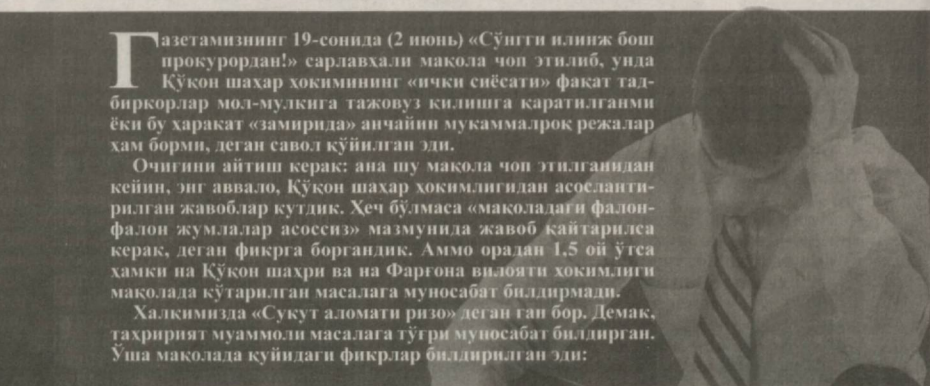 Газетамизнинг 19-сонида (2 июнь) «Сўнгги илинж бош
прокурордан!» сарлавҳали мақола чоп этилиб, унда
Қўқон шаҳар ҳокимининг «ички сиёсати» фақат тад-
биркорлар мол-мулкига тажовуз қилишга қаратилганми
ёки бу ҳаракат «замирида» анчайин мукаммалроқ режалар
ҳам борми, деган савол қўйилган эди.
Очиғини айтиш керак: ана шу мақола чоп этилганидан
кейин, энг аввало, Қўқон шаҳар ҳокимлигидан асосланти-
рилган жавоблар кутдик. Ҳеч бўлмаса «мақоладаги фалон-
фалон жумлалар асоссиз» мазмунида жавоб қайтарилса
керак, деган фикрга боргандик. Аммо орадан 1,5 ой ўтса
ҳамки на Қўқон шаҳри ва на Фарғона вилояти ҳокимлиги
мақолада кўтарилган масалага муносабат билдирмади.
Халқимизда «Сукут аломати ризо» деган гап бор. Демак,
таҳририят муаммоли масалага тўғри муносабат билдирган.
Ўша мақолада қуйидаги фикрлар билдирилган эди: